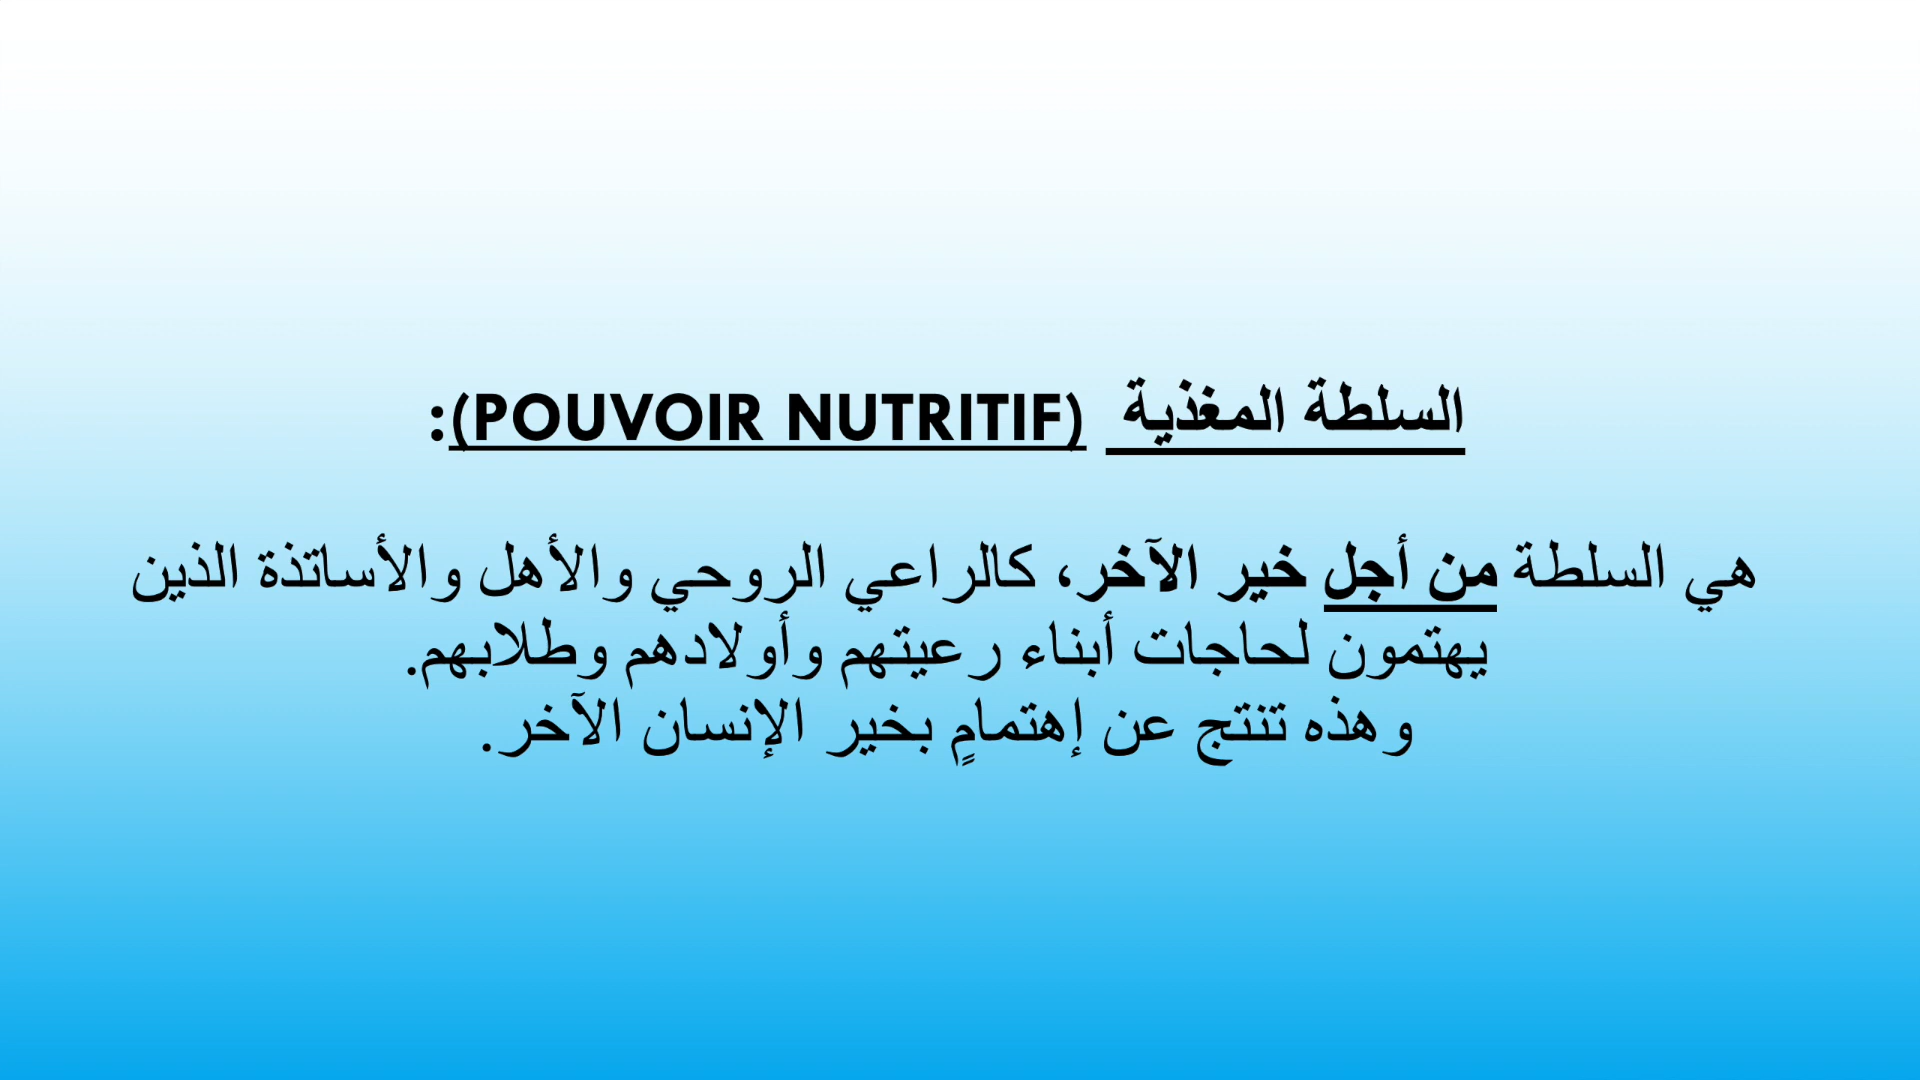 السلطة المغذية (POUVOIR NUTRITIF):
هي السلطة من أجل خير الآخر، كالراعي الروحي والأهل والأساتذة الذين
يهتمون لحاجات أبناء رعيتهم وأولادهم وطلابهم.
وهذه تنتج عن إهتمامٍ بخير الإنسان الآخر.